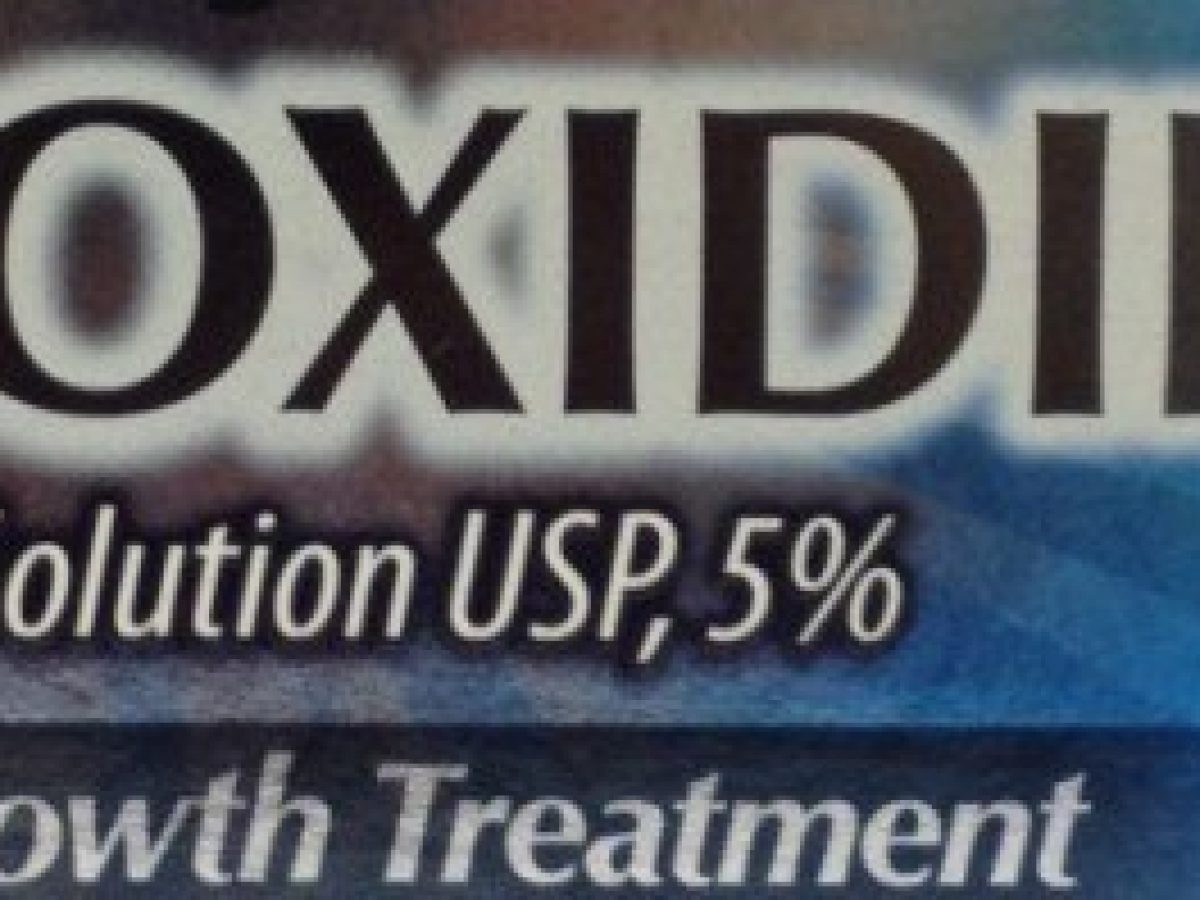 OXIDI
olution USP, 5%
owth Treatment